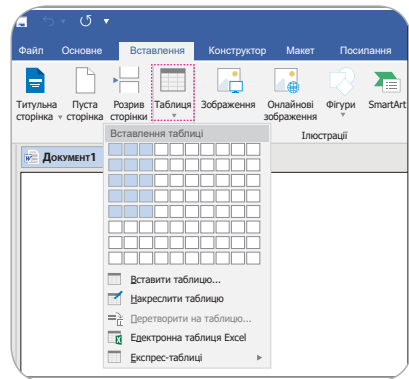 Файл Основне Вставлення Конструктор Макет Посилання
Титульна сторінка Пуста сторінка Розрив сторінки Таблиця Зображення Онлайнові зображення Фігури SmartArt
Ілюстрації
Вставлення таблиці
Документ1
Вставити таблицю...
Накреслити таблицю
Перетворити на таблицю...
Електронна таблиця Excel
Експрес-таблиці